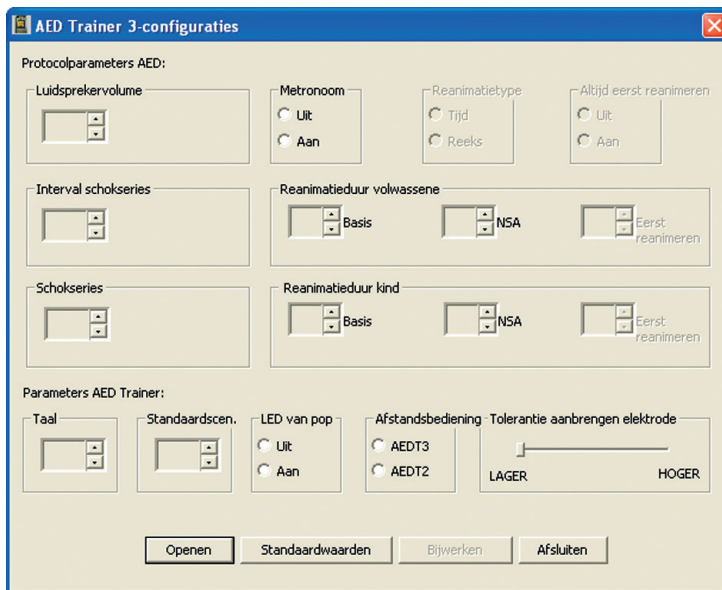 AED Trainer 3-configuraties
Protocolparameters AED:
Luidsprekervolume
Metronoom
Uit
Aan
Reanimatietype
Tijd
Reeks
Altijd eerst reanimeren
Uit
Aan
Interval schokseries
Reanimatieduur volwassene
Basis
NSA
Eerst
reanimeren
Schokseries
Reanimatieduur kind
Basis
NSA
Eerst
reanimeren
Parameters AED Trainer:
Taal
Standaardscen.
LED van pop
Uit
Aan
Afstandsbediening
AEDT3
AEDT2
Tolerantie aanbrengen elektrode
LAGER
HOGER
Openen
Standaardwaarden
Bijwerken
Afsluiten